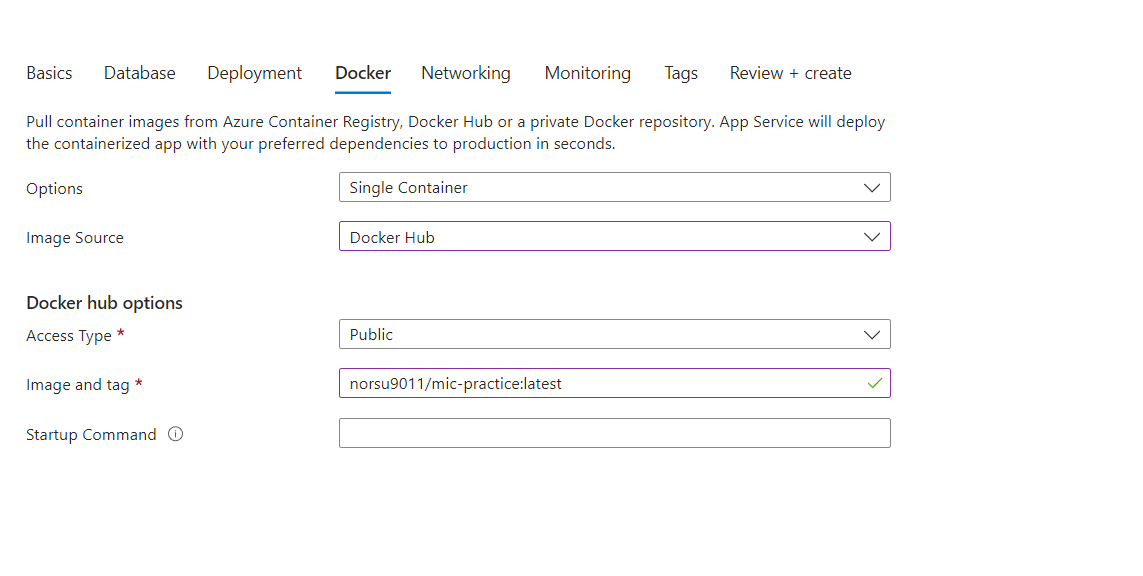 Basics Database Deployment Docker Networking Monitoring Tags Review + create
Pull container images from Azure Container Registry, Docker Hub or a private Docker repository. App Service will deploy
the containerized app with your preferred dependencies to production in seconds.
Options Single Container
Image Source Docker Hub
Docker hub options
Access Type * Public
Image and tag * norsu9011/mic-practice:latest
Startup Command